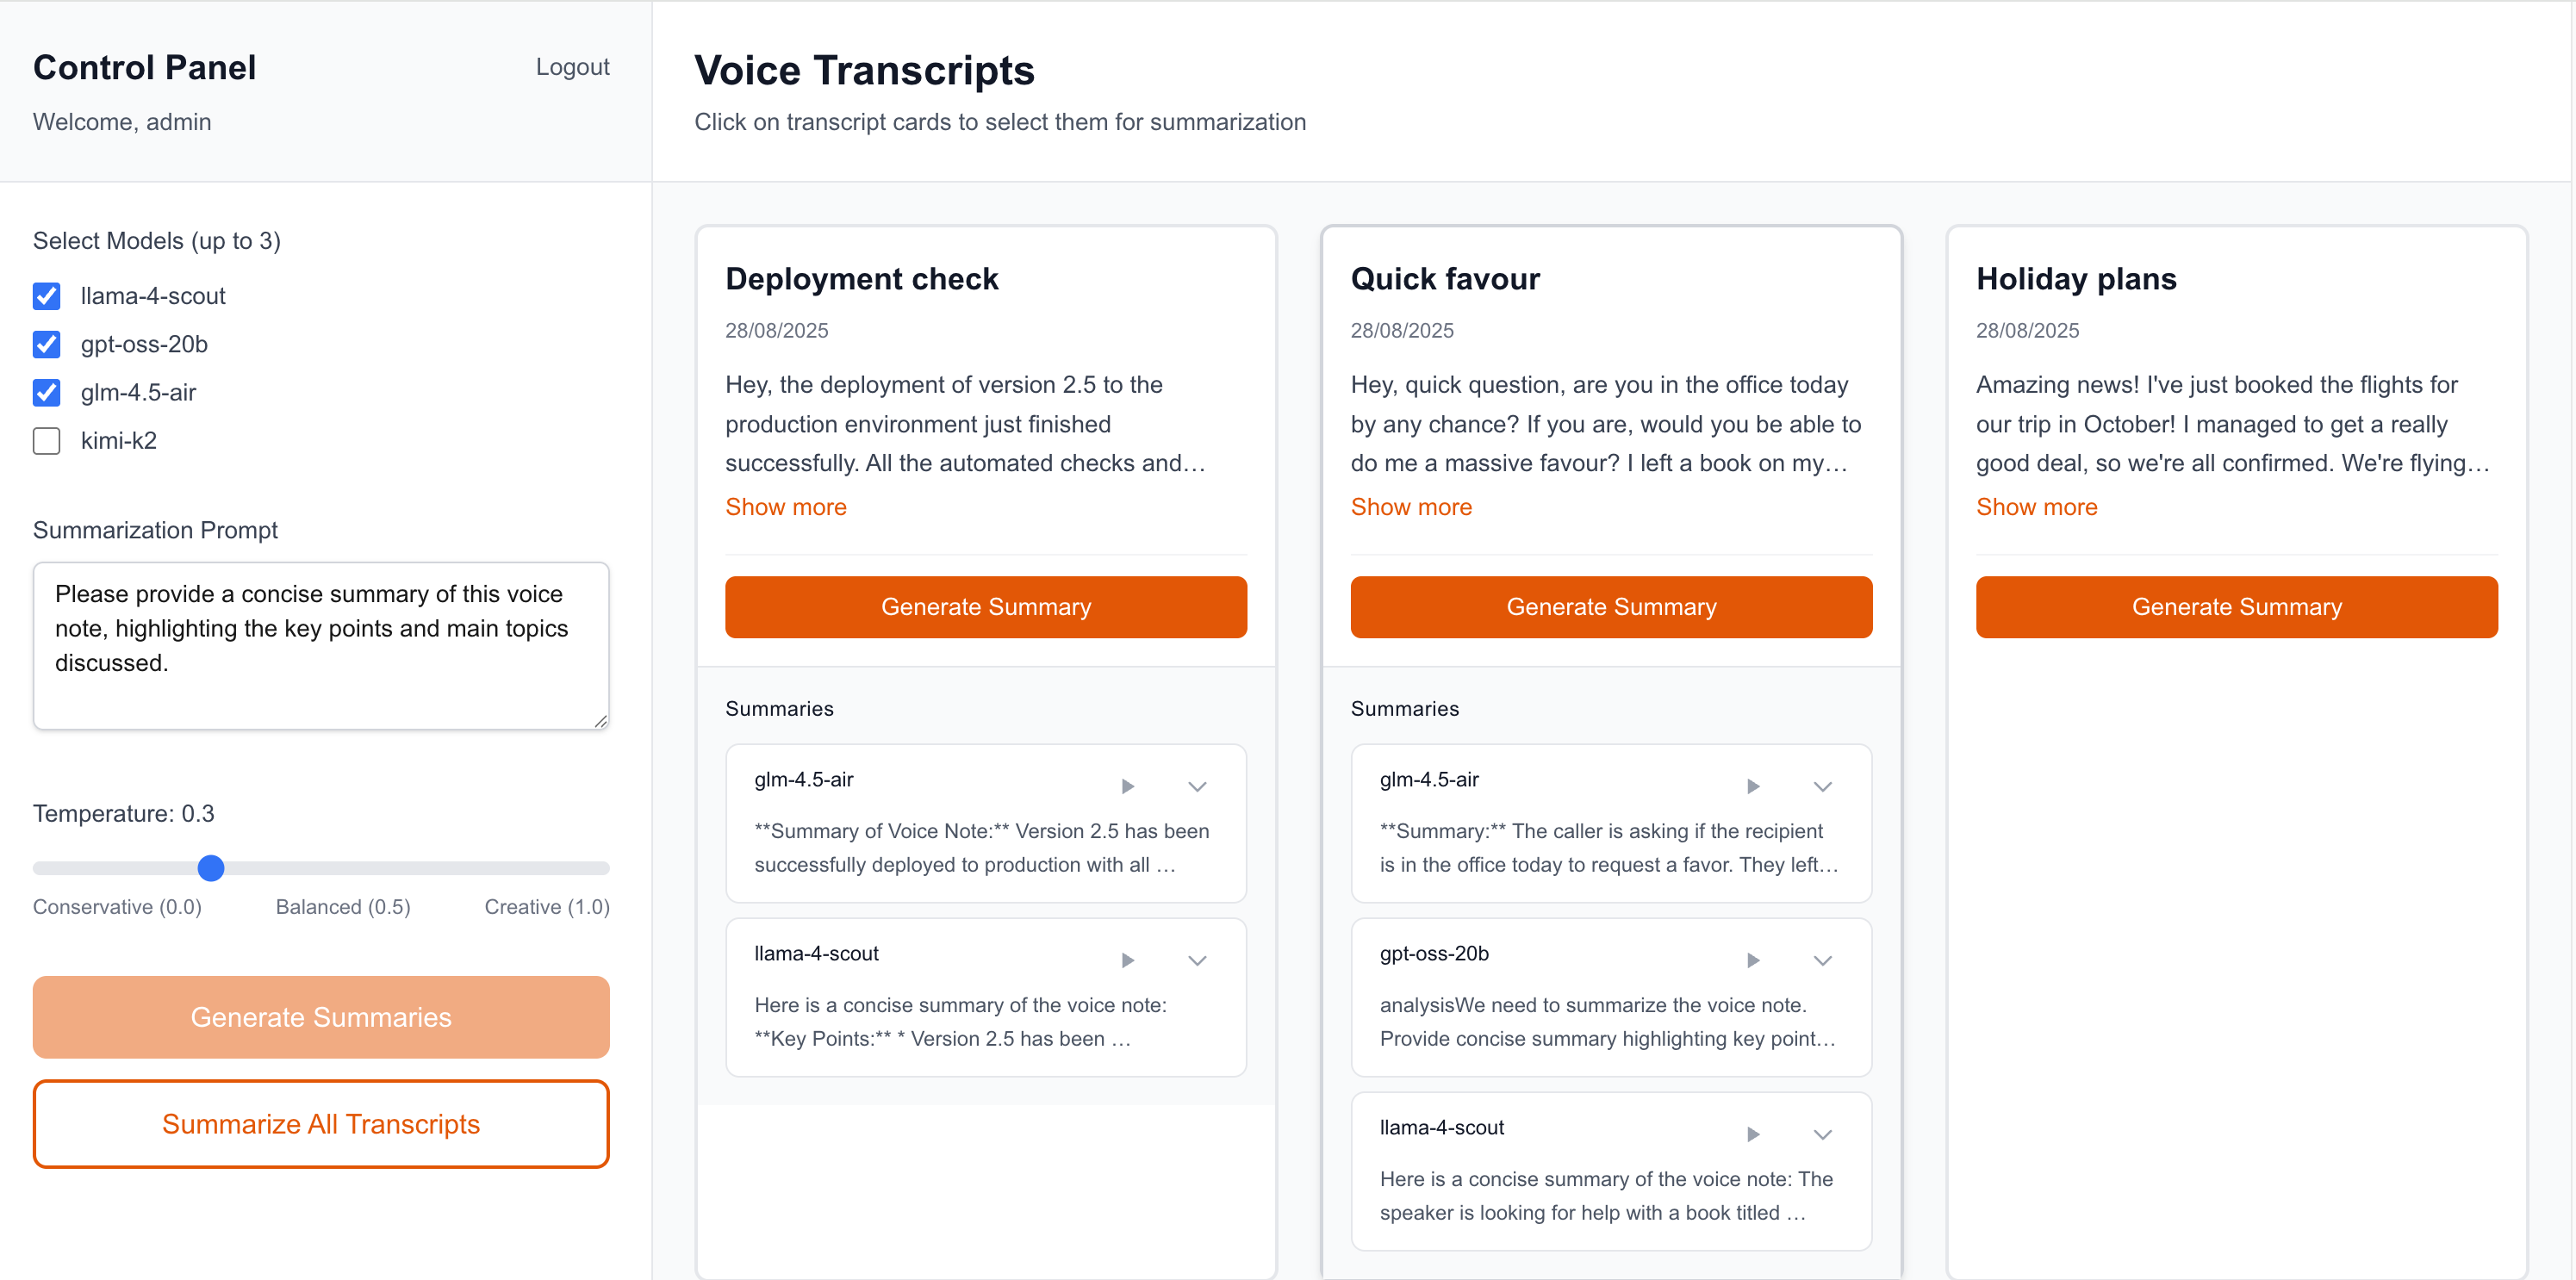 Control Panel
Logout
Welcome, admin
Select Models (up to 3)
llama-4-scout
gpt-oss-20b
glm-4.5-air
kimi-k2
Summarization Prompt
Please provide a concise summary of this voice
note, highlighting the key points and main topics
discussed.
Temperature: 0.3
Conservative (0.0)
Balanced (0.5)
Creative (1.0)
Generate Summaries
Summarize All Transcripts
Voice Transcripts
Click on transcript cards to select them for summarization
Deployment check
28/08/2025
Hey, the deployment of version 2.5 to the
production environment just finished
successfully. All the automated checks and…
Show more
Generate Summary
Summaries
glm-4.5-air
**Summary of Voice Note:** Version 2.5 has been
successfully deployed to production with all …
llama-4-scout
Here is a concise summary of the voice note:
**Key Points:** * Version 2.5 has been …
Quick favour
28/08/2025
Hey, quick question, are you in the office today
by any chance? If you are, would you be able to
do me a massive favour? I left a book on my…
Show more
Generate Summary
Summaries
glm-4.5-air
**Summary:** The caller is asking if the recipient
is in the office today to request a favor. They left…
gpt-oss-20b
analysisWe need to summarize the voice note.
Provide concise summary highlighting key point…
llama-4-scout
Here is a concise summary of the voice note: The
speaker is looking for help with a book titled …
Holiday plans
28/08/2025
Amazing news! I've just booked the flights for
our trip in October! I managed to get a really
good deal, so we're all confirmed. We're flying…
Show more
Generate Summary